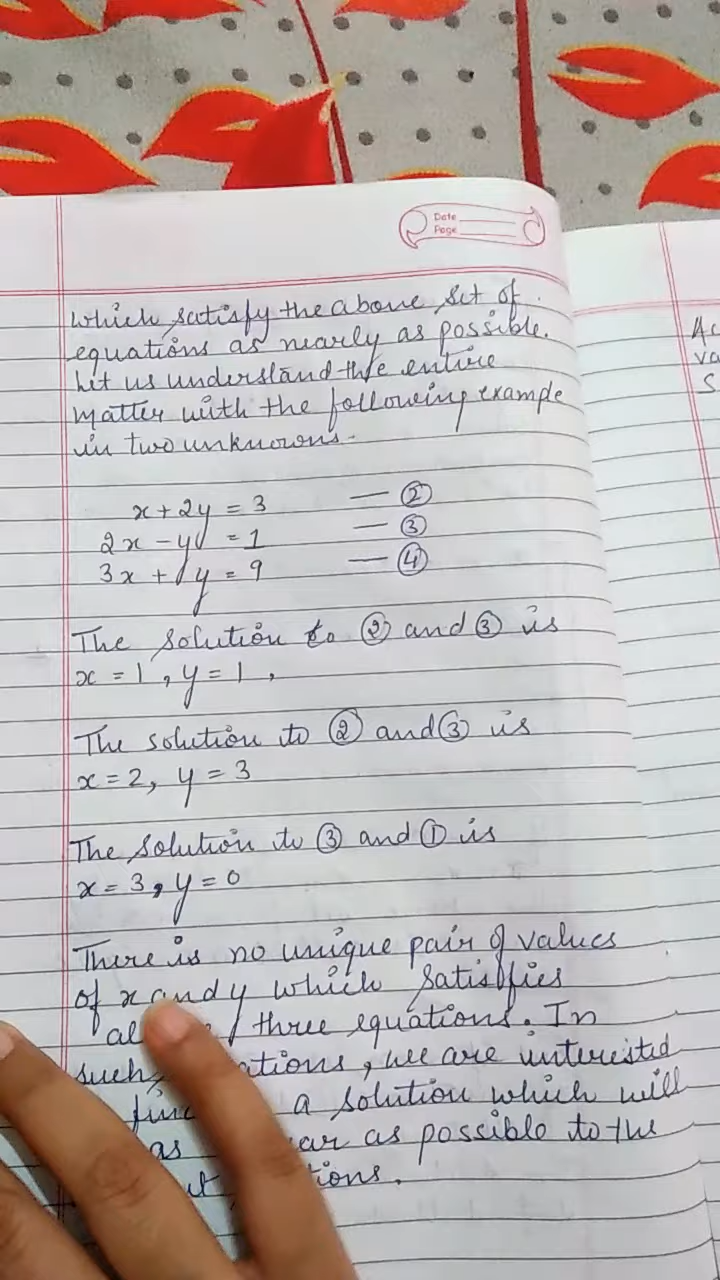 Date
Page
which satisfy the above set of
equations as nearly as possible.
Let us understand the entire
matter with the following example
in two unknowns.
x + 2y = 3 — ②
2x - y = 1 — ③
3x + y = 9 — ④
The solution to ② and ③ is
x = 1, y = 1,
The solution to ② and ③ is
x = 2, y = 3
The solution to ③ and ① is
x = 3, y = 0
There is no unique pair of values
of x and y which satisfies
three equations. In
such, we are interested
a solution which will
as possible to the
Ac
va
S